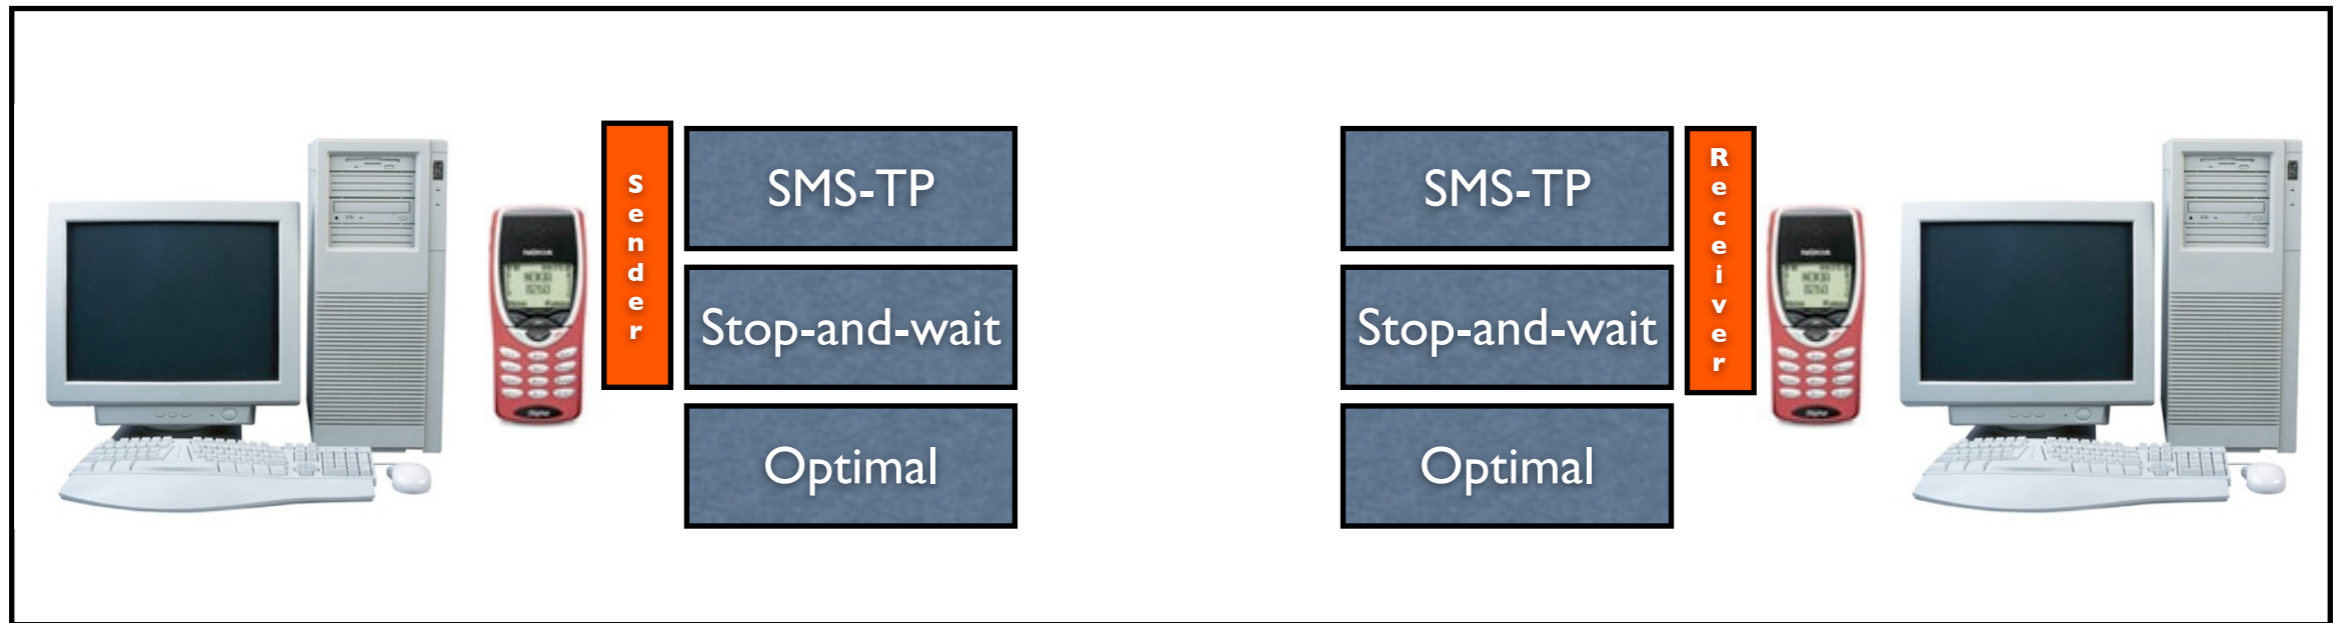 Sender
SMS-TP
Stop-and-wait
Optimal
SMS-TP
Stop-and-wait
Optimal
Receiver